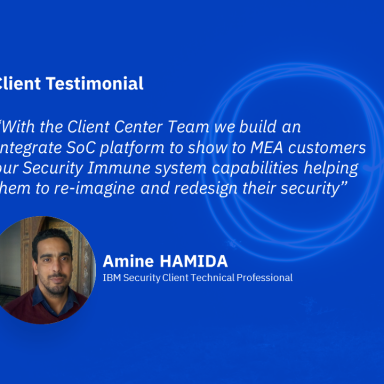 Client Testimonial
"With the Client Center Team we build an
integrate SoC platform to show to MEA customers
our Security Immune system capabilities helping
them to re-imagine and redesign their security”
Amine HAMIDA
IBM Security Client Technical Professional